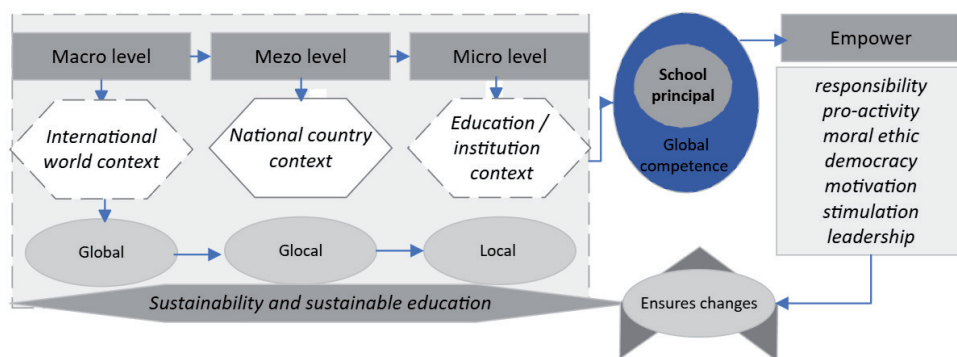 Macro level
Mezo level
Micro level
International
world context
National country
context
Education /
institution
context
Global
Glocal
Local
Sustainability and sustainable education
School
principal
Global
competence
Empower
responsibility
pro-activity
moral ethic
democracy
motivation
stimulation
leadership
Ensures changes